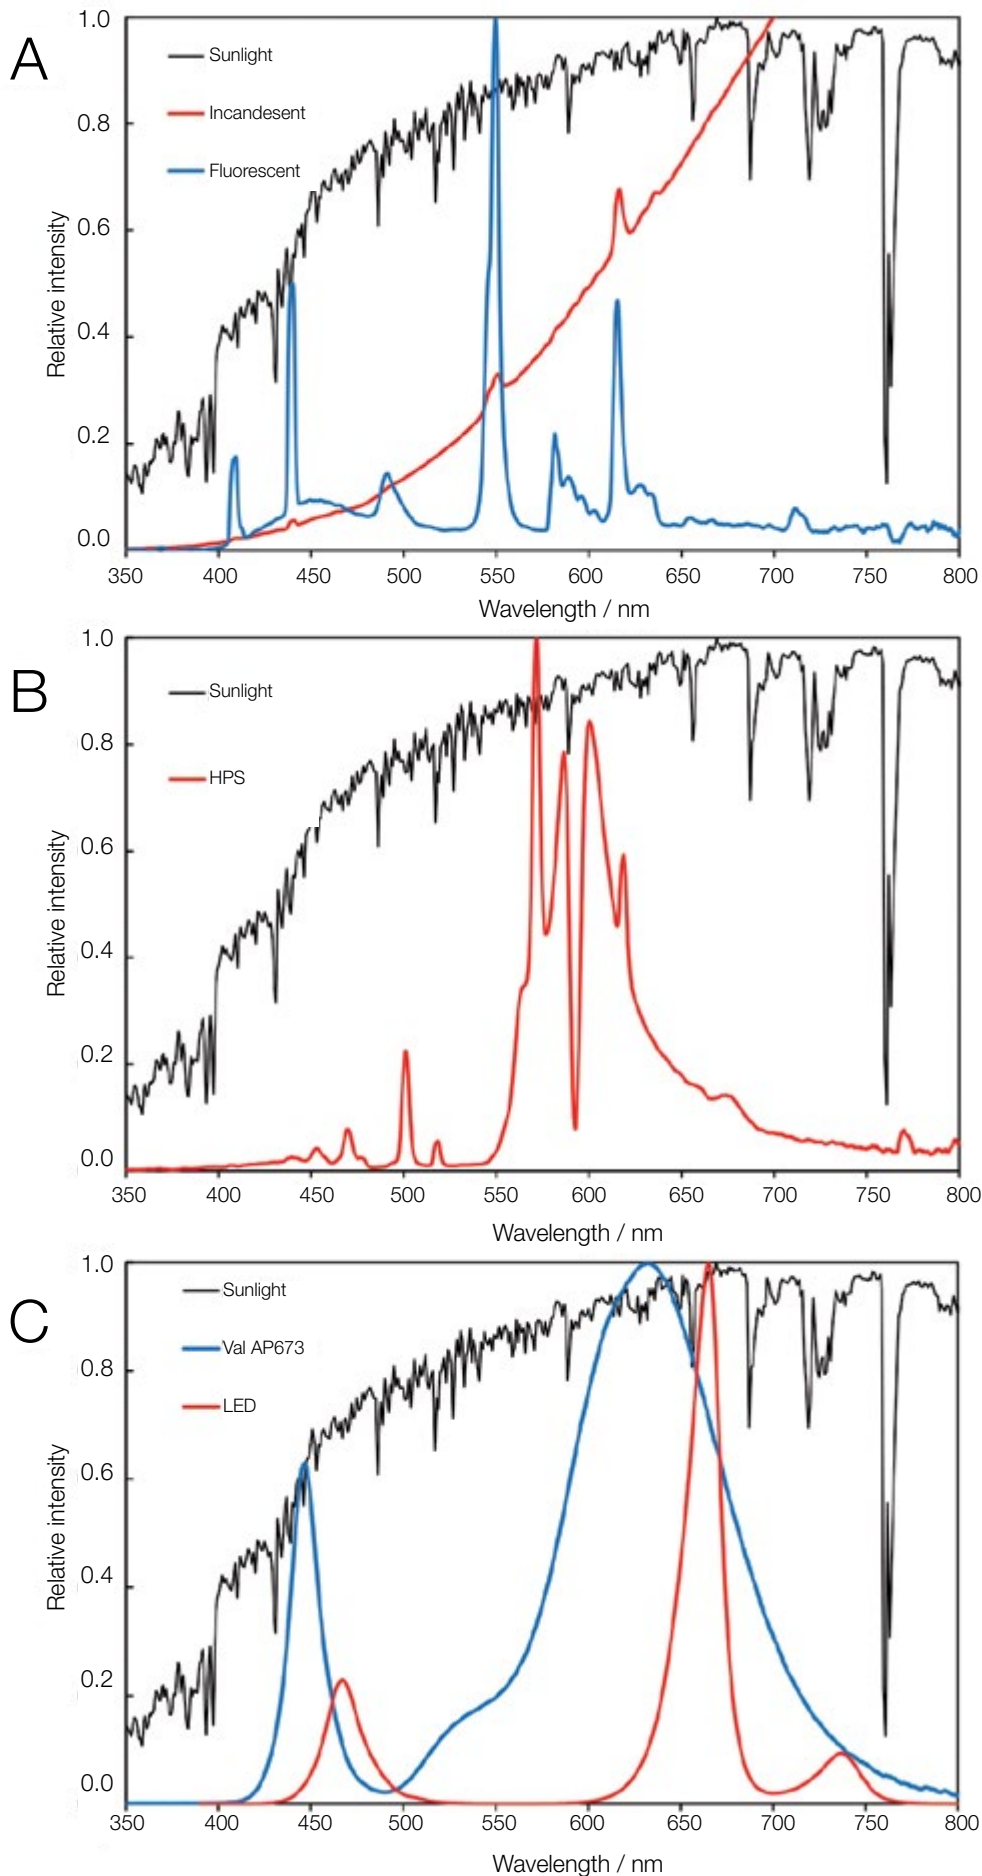 A
1.0
Sunlight
Incandesent
Fluorescent
0.8
0.6
0.4
0.2
0.0
Relative intensity
350 400 450 500 550 600 650 700 750 800
Wavelength / nm
B
1.0
Sunlight
HPS
0.8
0.6
0.4
0.2
0.0
Relative intensity
350 400 450 500 550 600 650 700 750 800
Wavelength / nm
C
1.0
Sunlight
Val AP673
LED
0.8
0.6
0.4
0.2
0.0
Relative intensity
350 400 450 500 550 600 650 700 750 800
Wavelength / nm